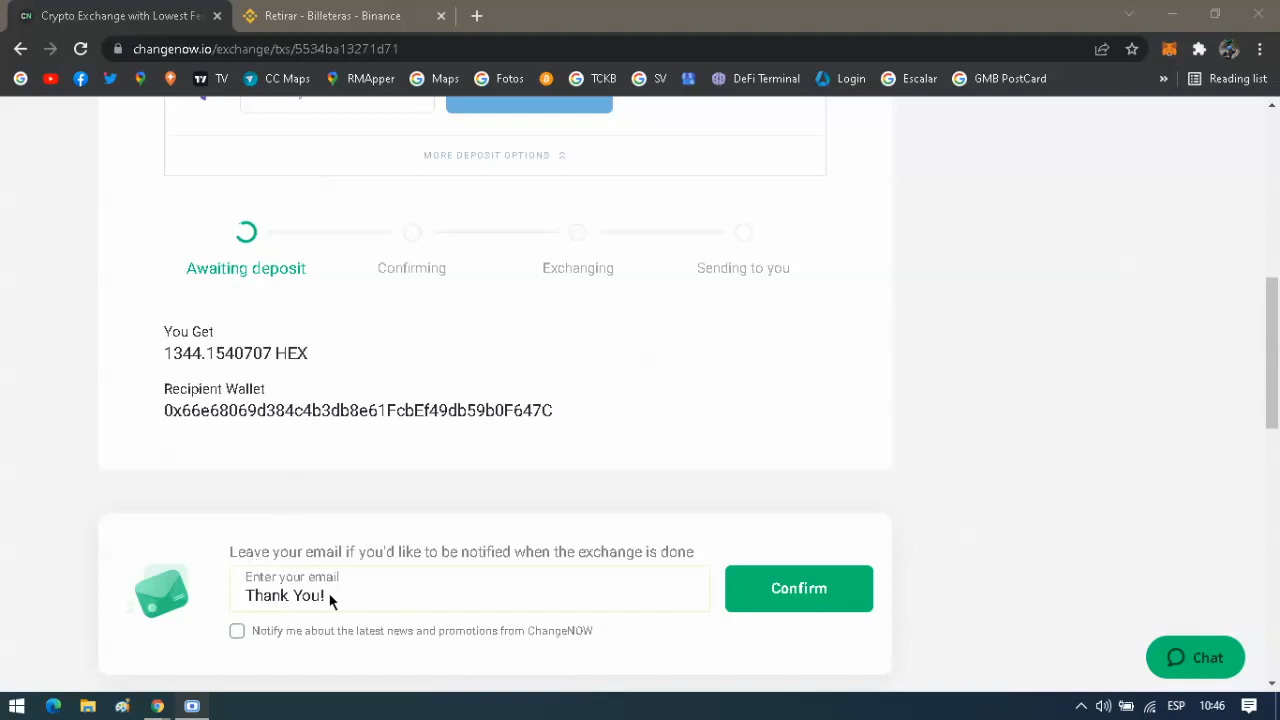 CN Crypto Exchange with Lowest Fe
Retirar - Billeteras - Binance
changenow.io/exchange/txs/5534ba13271d71
TV
CC Maps
RMApper
Maps
Fotos
TCKB
SV
DeFi Terminal
Login
Escalar
GMB PostCard
»
Reading list
MORE DEPOSIT OPTIONS
Awaiting deposit
Confirming
Exchanging
Sending to you
You Get
1344.1540707 HEX
Recipient Wallet
0x66e68069d384c4b3db8e61FcbEf49db59b0F647C
Leave your email if you'd like to be notified when the exchange is done
Enter your email
Thank You!
Confirm
Notify me about the latest news and promotions from ChangeNOW
Chat
ESP
10:46